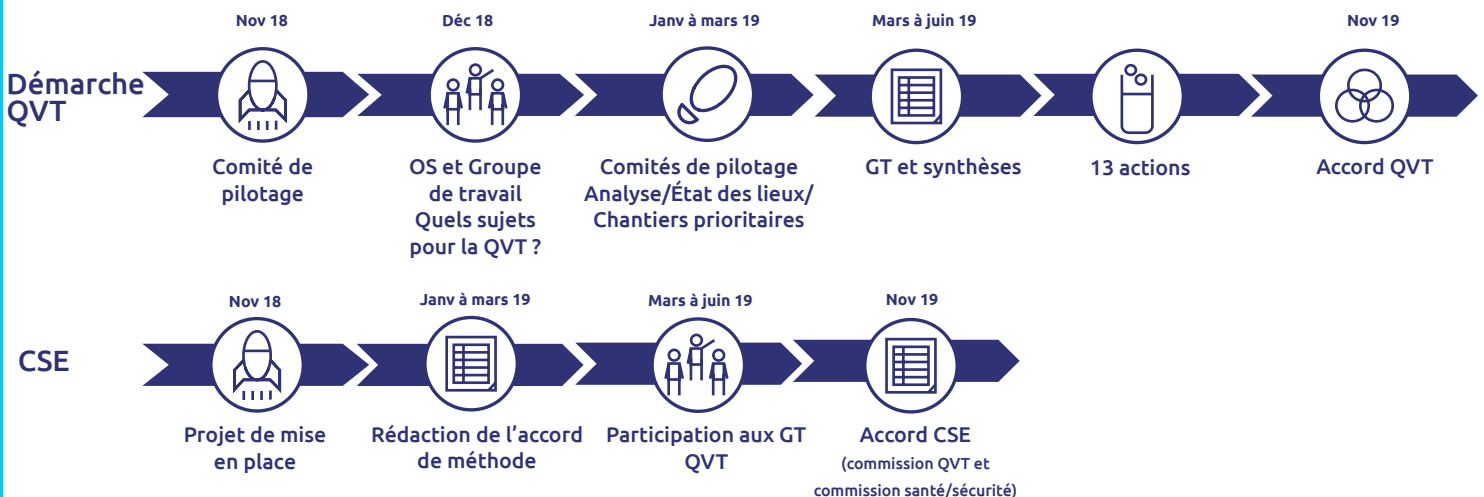 Nov 18
Déc 18
Janv à mars 19
Mars à juin 19
Nov 19
Démarche
QVT
Comité de
pilotage
OS et Groupe
de travail
Quels sujets
pour la QVT ?
Comités de pilotage
Analyse/État des lieux/
Chantiers prioritaires
GT et synthèses
13 actions
Accord QVT
Nov 18
Janv à mars 19
Mars à juin 19
Nov 19
CSE
Projet de mise
en place
Rédaction de l’accord
de méthode
Participation aux GT
QVT
Accord CSE
(commission QVT et
commission santé/sécurité)